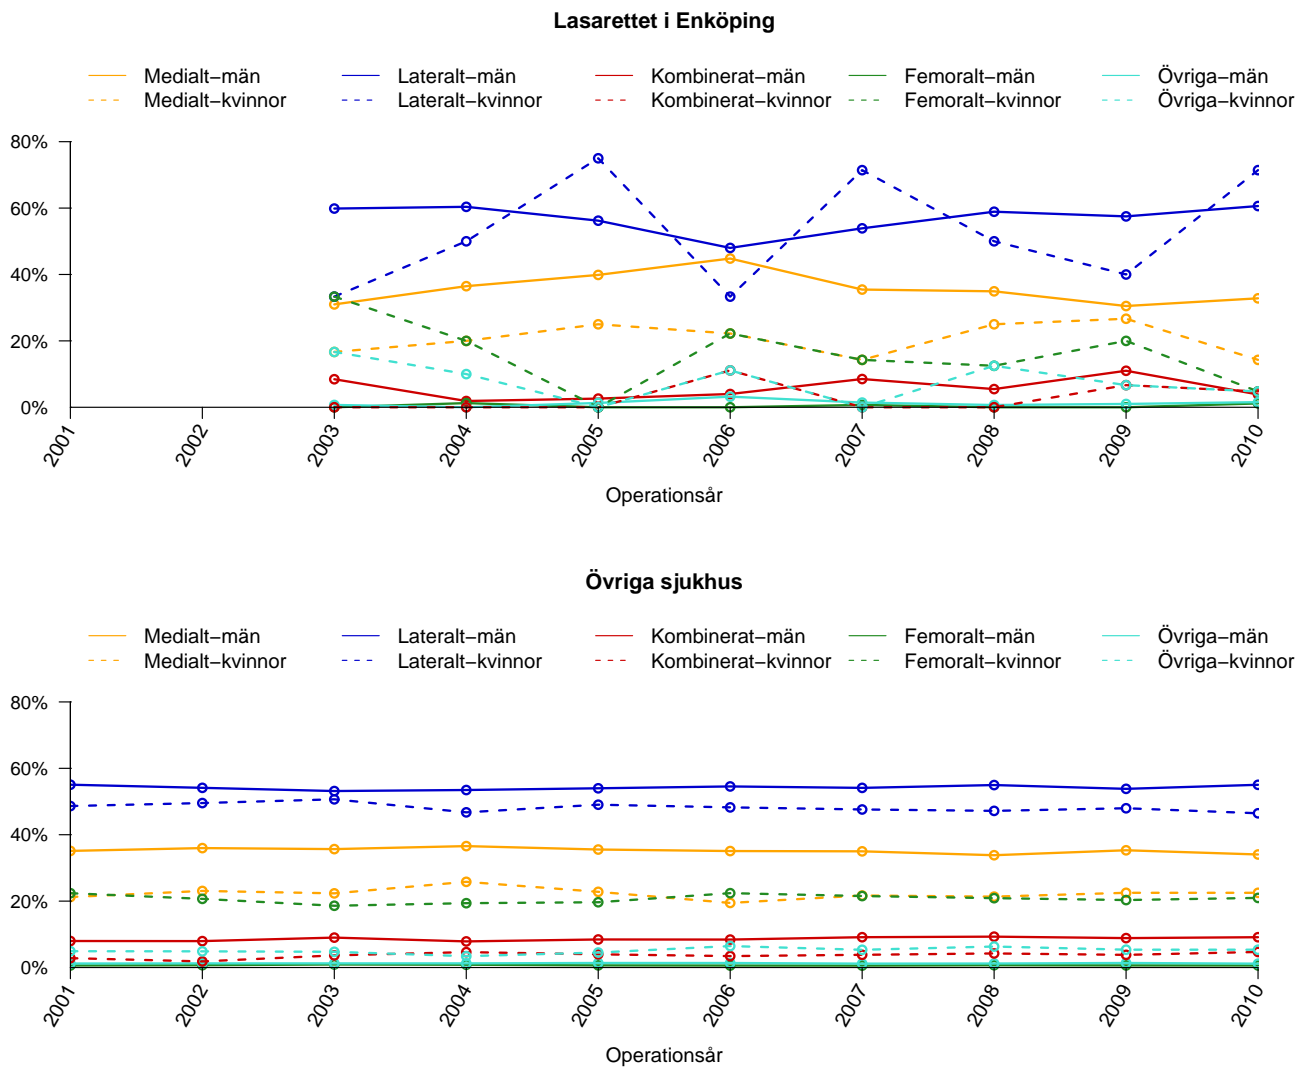 Lasarettet i Enköping
Medialt−män Lateralt−män Kombinerat−män Femoralt−män Övriga−män
Medialt−kvinnor Lateralt−kvinnor Kombinerat−kvinnor Femoralt−kvinnor Övriga−kvinnor
80%
60%
40%
20%
0%
2001 2002 2003 2004 2005 2006 2007 2008 2009 2010
Operationsår
Övriga sjukhus
Medialt−män Lateralt−män Kombinerat−män Femoralt−män Övriga−män
Medialt−kvinnor Lateralt−kvinnor Kombinerat−kvinnor Femoralt−kvinnor Övriga−kvinnor
80%
60%
40%
20%
0%
2001 2002 2003 2004 2005 2006 2007 2008 2009 2010
Operationsår